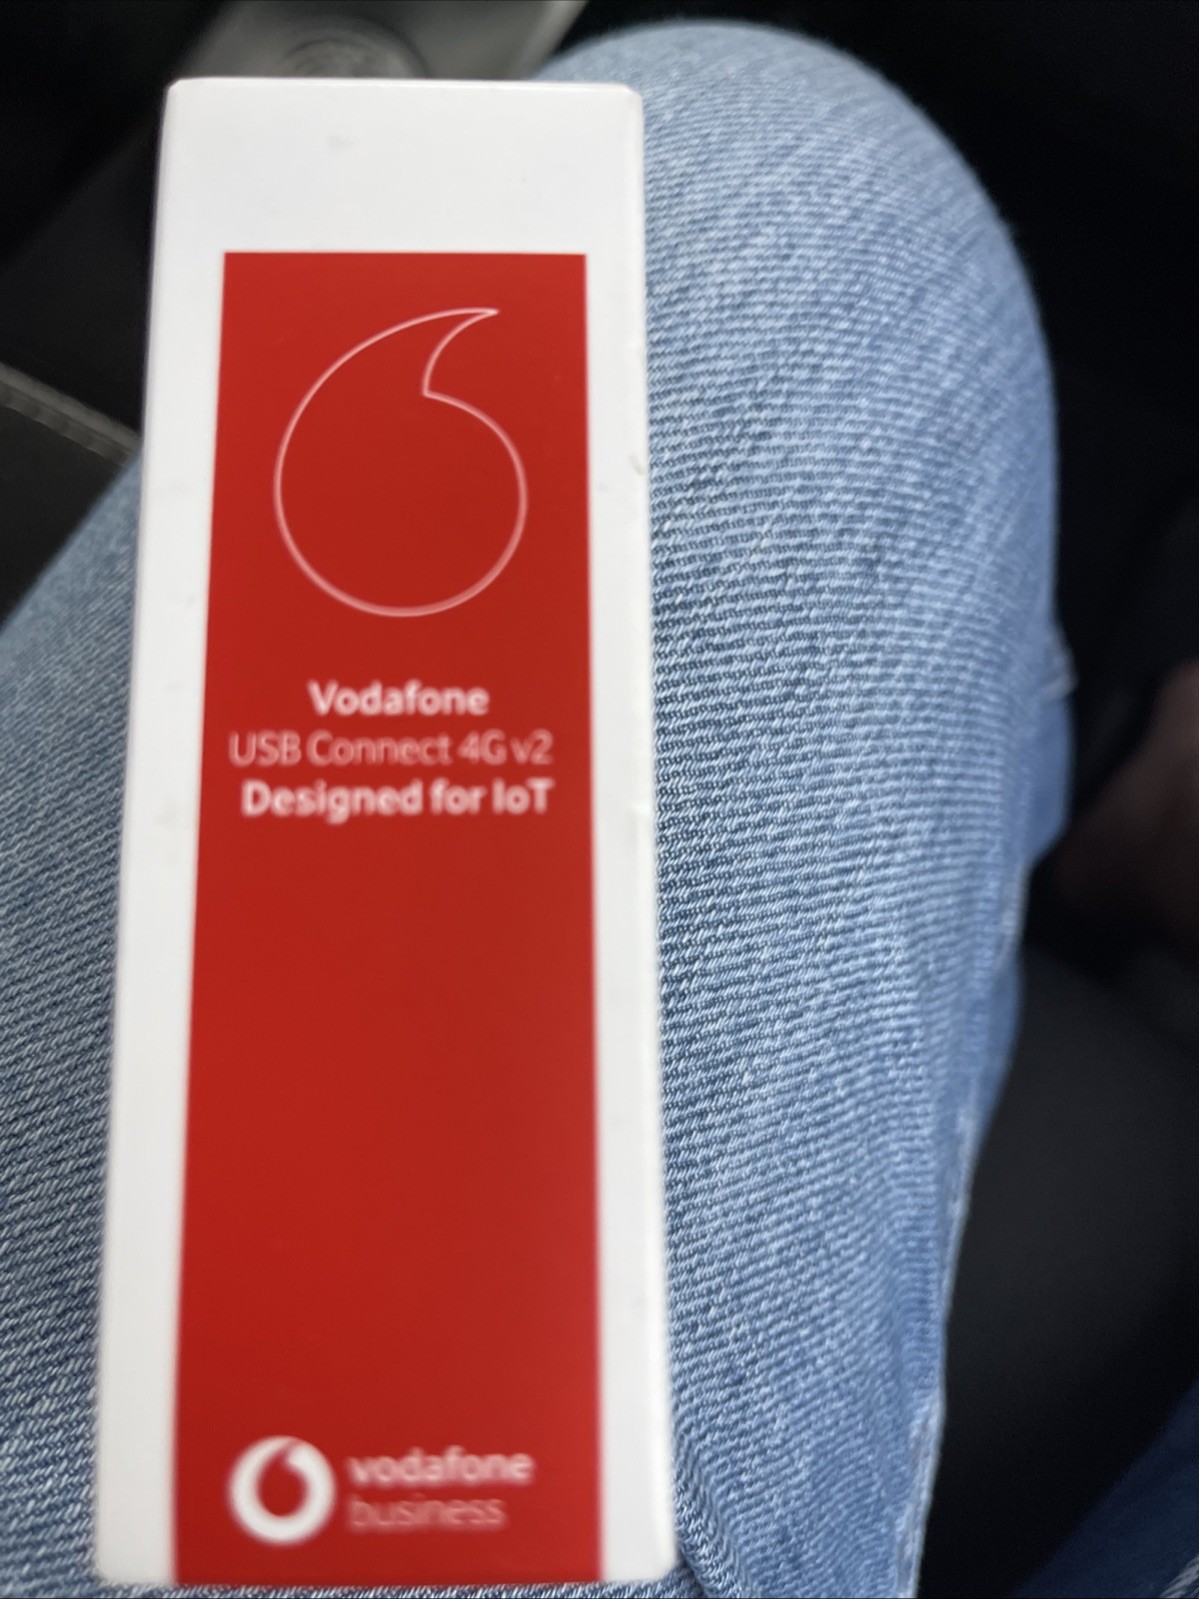 Vodafone
USB Connect 4G v2
Designed for IoT
vodafone
business